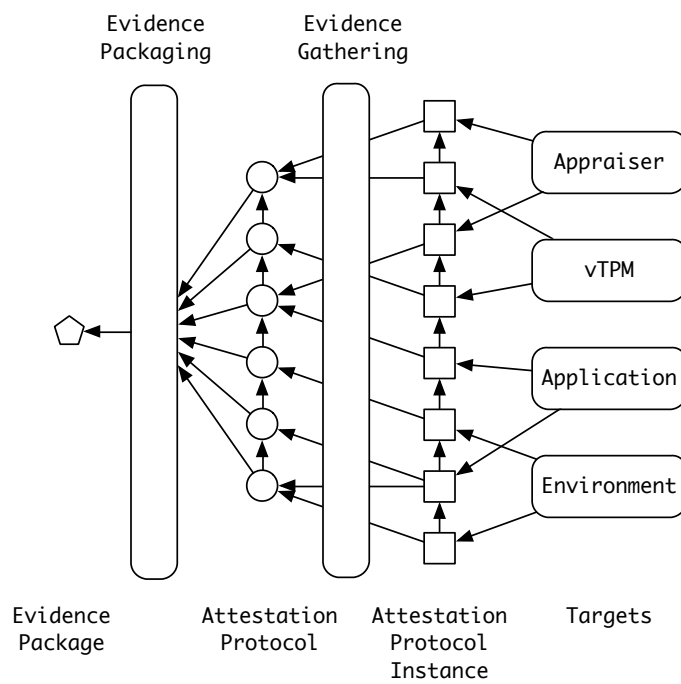 Evidence
Packaging
Evidence
Gathering
Appraiser
vTPM
Application
Environment
Evidence
Package
Attestation
Protocol
Attestation
Protocol
Instance
Targets